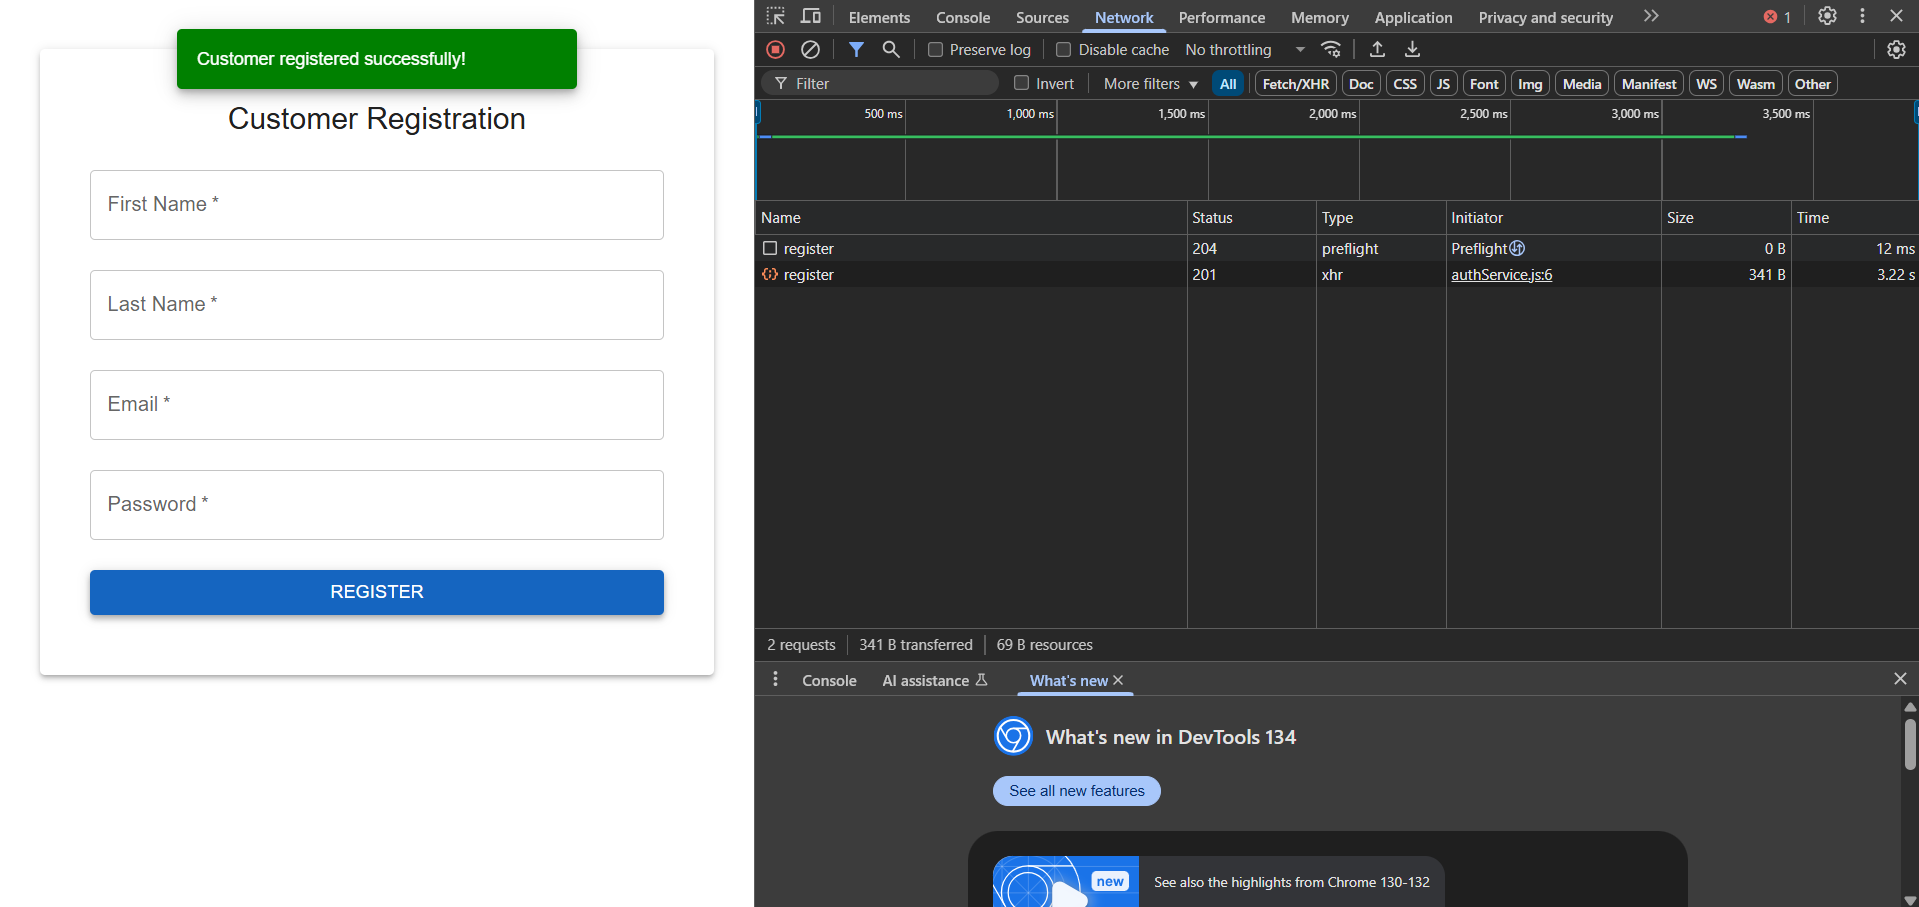 Customer registered successfully!
Customer Registration
First Name *
Last Name *
Email *
Password *
REGISTER
Elements Console Sources Network Performance Memory Application Privacy and security 1
Preserve log Disable cache No throttling
Filter Invert More filters All Fetch/XHR Doc CSS JS Font Img Media Manifest WS Wasm Other
500 ms 1,000 ms 1,500 ms 2,000 ms 2,500 ms 3,000 ms 3,500 ms
Name Status Type Initiator Size Time
register 204 preflight Preflight 0 B 12 ms
register 201 xhr authService.js:6 341 B 3.22 s
2 requests 341 B transferred 69 B resources
Console AI assistance What's new
What's new in DevTools 134
See all new features
new See also the highlights from Chrome 130-132